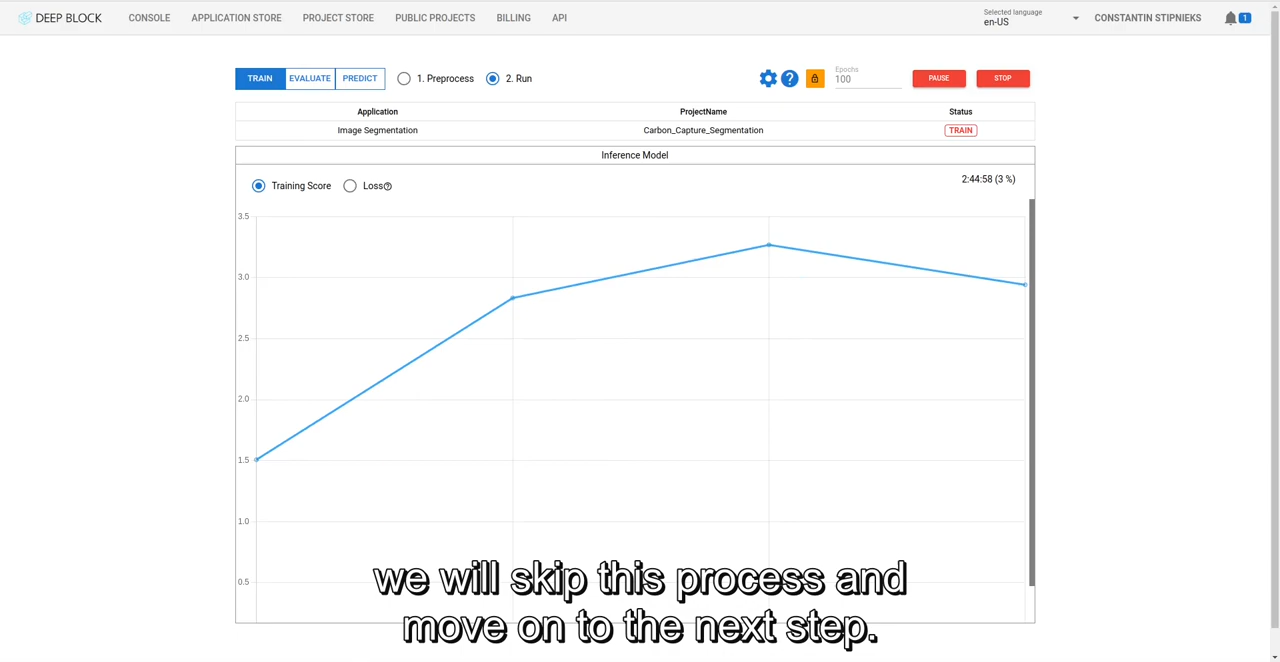 DEEP BLOCK CONSOLE APPLICATION STORE PROJECT STORE PUBLIC PROJECTS BILLING API Selected language en-US CONSTANTIN STIPNIEKS 1
TRAIN EVALUATE PREDICT 1. Preprocess 2. Run Epochs 100 PAUSE STOP
Application ProjectName Status
Image Segmentation Carbon_Capture_Segmentation TRAIN
Inference Model
Training Score Loss 2:44:58 (3 %)
3.5
3.0
2.5
2.0
1.5
1.0
0.5
we will skip this process and
move on to the next step.